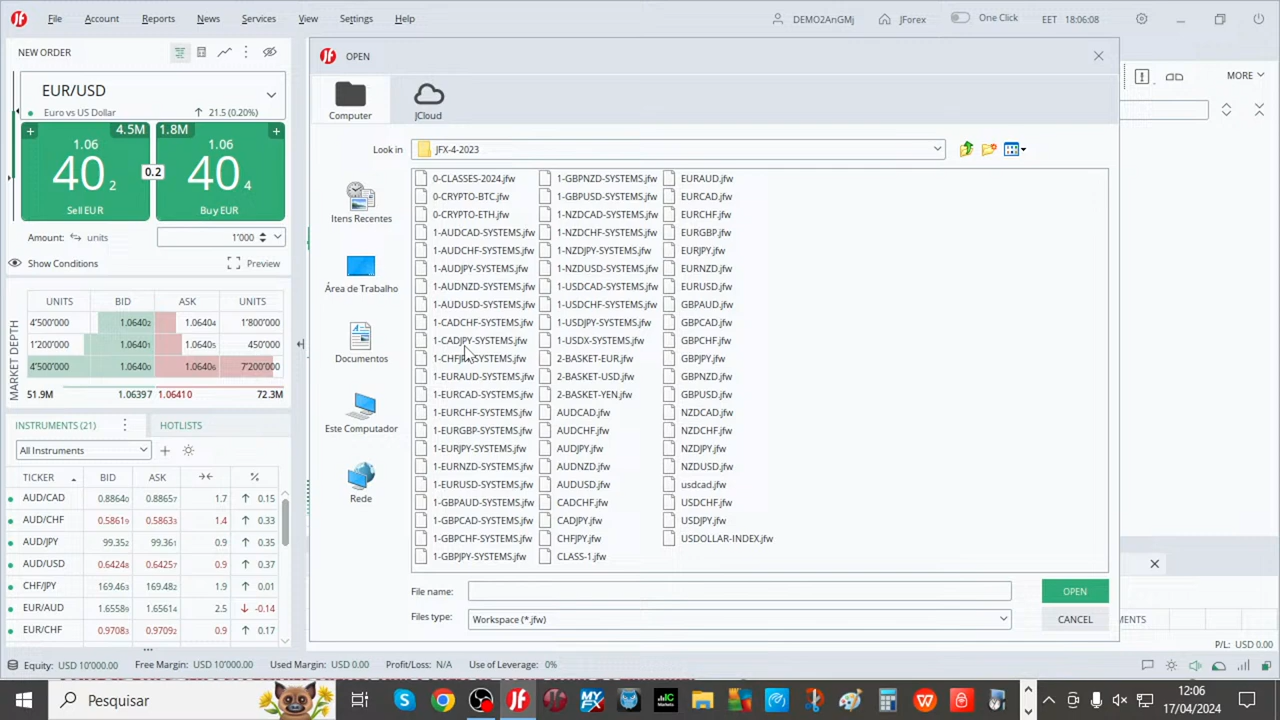 File Account Reports News Services View Settings Help
DEMO2AnGMj JForex One Click EET 18:06:08
NEW ORDER
EUR/USD
Euro vs US Dollar 21.5 (0.20%)
4.5M 1.8M
1.06 1.06
40 2 0.2 40 4
Sell EUR Buy EUR
Amount: units 1'000
Show Conditions Preview
MARKET DEPTH
UNITS BID ASK UNITS
4'500'000 1.06402 1.06404 1'800'000
1'200'000 1.06401 1.06405 450'000
4'500'000 1.06400 1.06406 7'200'000
51.9M 1.06397 1.06410 72.3M
INSTRUMENTS (21) HOTLISTS
All Instruments
TICKER BID ASK %
AUD/CAD 0.88640 0.88657 1.7 0.15
AUD/CHF 0.58619 0.58633 1.4 0.33
AUD/JPY 99.352 99.361 0.9 0.35
AUD/USD 0.64248 0.64257 0.9 0.37
CHF/JPY 169.463 169.482 1.9 0.01
EUR/AUD 1.65589 1.65614 2.5 -0.14
EUR/CHF 0.97083 0.97092 0.9 0.17
OPEN
Computer JCloud
Look in JFX-4-2023
Itens Recentes
Área de Trabalho
Documentos
Este Computador
Rede
0-CLASSES-2024.jfw
0-CRYPTO-BTC.jfw
0-CRYPTO-ETH.jfw
1-AUDCAD-SYSTEMS.jfw
1-AUDCHF-SYSTEMS.jfw
1-AUDJPY-SYSTEMS.jfw
1-AUDNZD-SYSTEMS.jfw
1-AUDUSD-SYSTEMS.jfw
1-CADCHF-SYSTEMS.jfw
1-CADJPY-SYSTEMS.jfw
1-CHFJPY-SYSTEMS.jfw
1-EURAUD-SYSTEMS.jfw
1-EURCAD-SYSTEMS.jfw
1-EURCHF-SYSTEMS.jfw
1-EURGBP-SYSTEMS.jfw
1-EURJPY-SYSTEMS.jfw
1-EURNZD-SYSTEMS.jfw
1-EURUSD-SYSTEMS.jfw
1-GBPAUD-SYSTEMS.jfw
1-GBPCAD-SYSTEMS.jfw
1-GBPCHF-SYSTEMS.jfw
1-GBPJPY-SYSTEMS.jfw
1-GBPNZD-SYSTEMS.jfw
1-GBPUSD-SYSTEMS.jfw
1-NZDCAD-SYSTEMS.jfw
1-NZDCHF-SYSTEMS.jfw
1-NZDJPY-SYSTEMS.jfw
1-NZDUSD-SYSTEMS.jfw
1-USDCAD-SYSTEMS.jfw
1-USDCHF-SYSTEMS.jfw
1-USDJPY-SYSTEMS.jfw
1-USDX-SYSTEMS.jfw
2-BASKET-EUR.jfw
2-BASKET-USD.jfw
2-BASKET-YEN.jfw
AUDCAD.jfw
AUDCHF.jfw
AUDJPY.jfw
AUDNZD.jfw
AUDUSD.jfw
CADCHF.jfw
CADJPY.jfw
CHFJPY.jfw
CLASS-1.jfw
EURAUD.jfw
EURCAD.jfw
EURCHF.jfw
EURGBP.jfw
EURJPY.jfw
EURNZD.jfw
EURUSD.jfw
GBPAUD.jfw
GBPCAD.jfw
GBPCHF.jfw
GBPJPY.jfw
GBPNZD.jfw
GBPUSD.jfw
NZDCAD.jfw
NZDCHF.jfw
NZDJPY.jfw
NZDUSD.jfw
usdcad.jfw
USDCHF.jfw
USDJPY.jfw
USDOLLAR-INDEX.jfw
File name: OPEN
Files type: Workspace (*.jfw) CANCEL
MORE
MENTS
P/L: USD 0.00
Equity: USD 10'000.00 Free Margin: USD 10'000.00 Used Margin: USD 0.00 Profit/Loss: N/A Use of Leverage: 0%
Pesquisar
12:06
17/04/2024